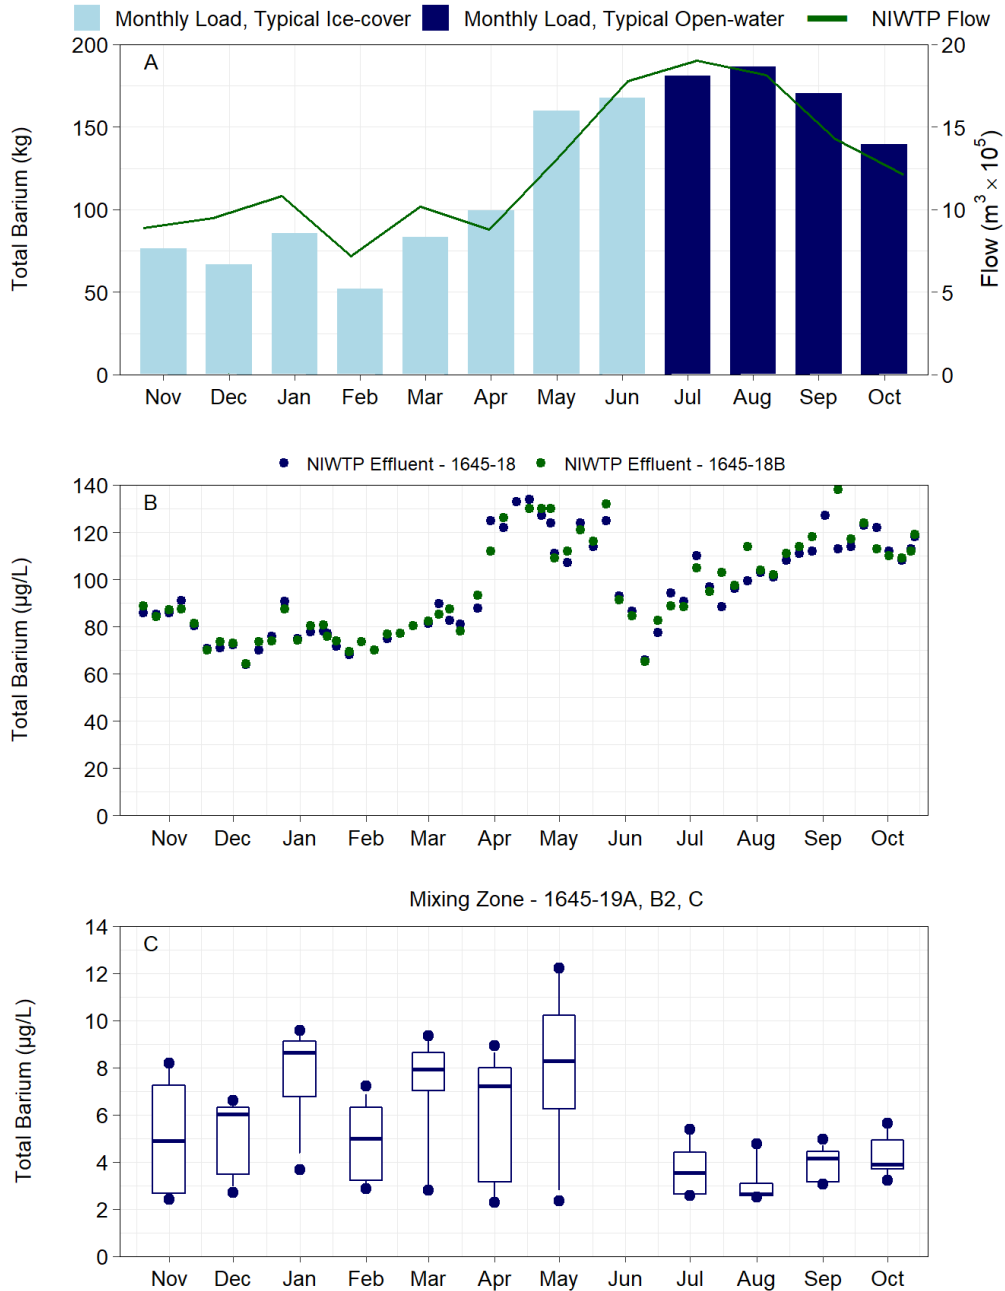 Monthly Load, Typical Ice-cover Monthly Load, Typical Open-water NIWTP Flow
A
Total Barium (kg)
200
150
100
50
0
Flow (m³ × 10⁵)
20
15
10
5
0
Nov Dec Jan Feb Mar Apr May Jun Jul Aug Sep Oct
NIWTP Effluent - 1645-18 NIWTP Effluent - 1645-18B
B
Total Barium (µg/L)
140
120
100
80
60
40
20
0
Nov Dec Jan Feb Mar Apr May Jun Jul Aug Sep Oct
Mixing Zone - 1645-19A, B2, C
C
Total Barium (µg/L)
14
12
10
8
6
4
2
0
Nov Dec Jan Feb Mar Apr May Jun Jul Aug Sep Oct